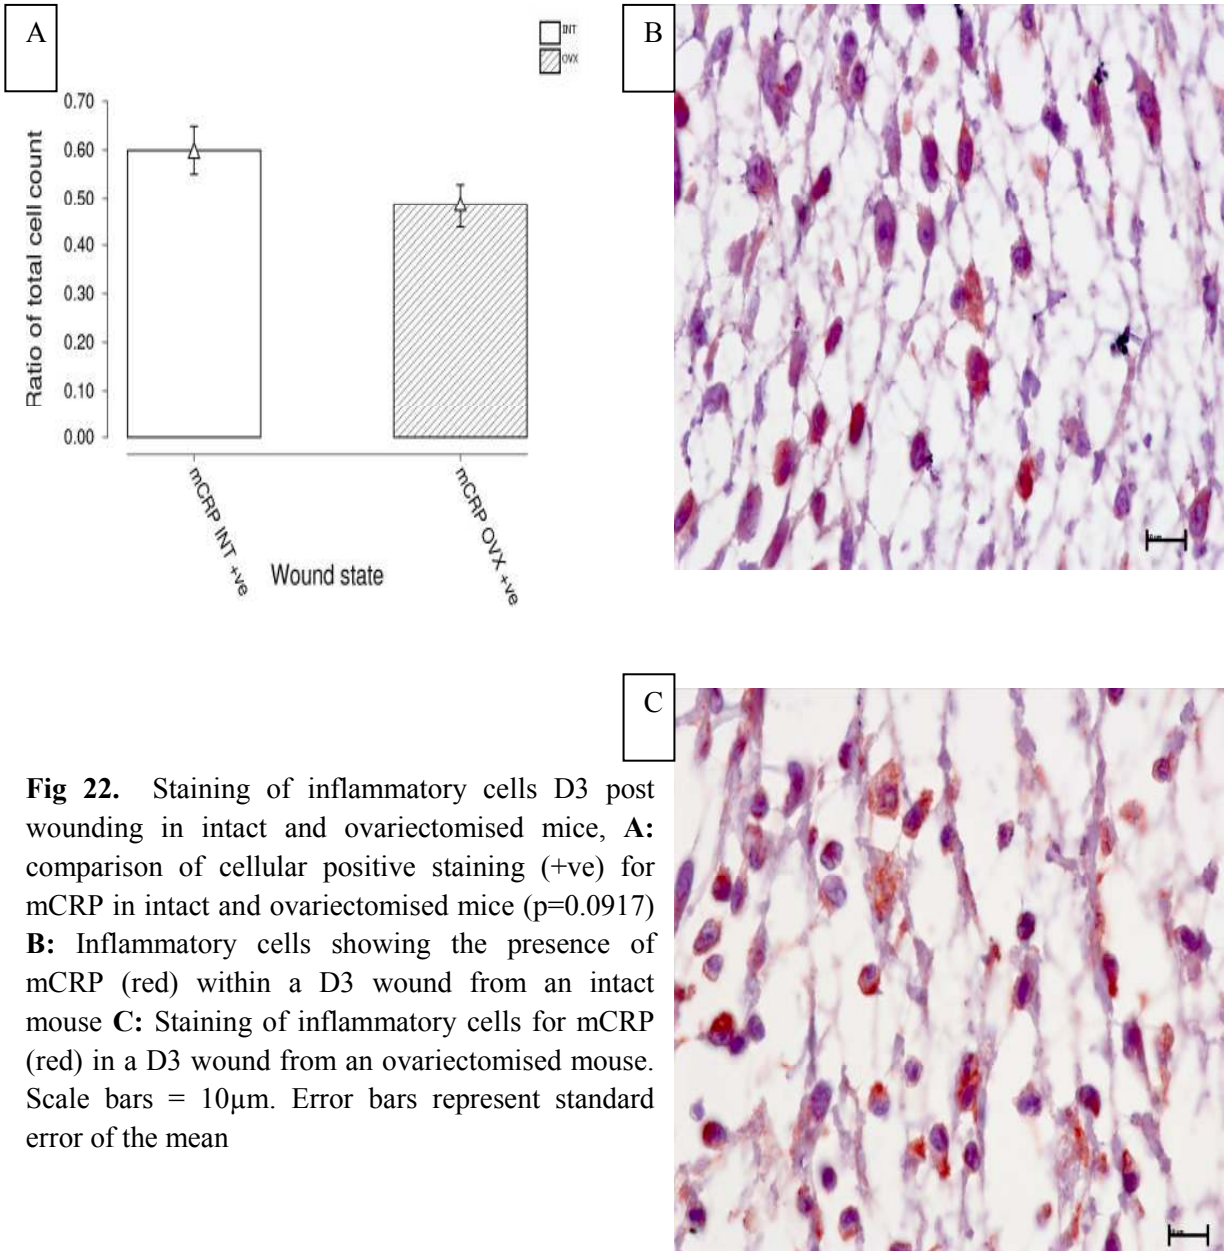 A
INT
OVX
B
0.70
0.60
0.50
0.40
0.30
0.20
0.10
0.00
Ratio of total cell count
mCRP INT +ve
mCRP OVX +ve
Wound state
C
Fig 22. Staining of inflammatory cells D3 post
wounding in intact and ovariectomised mice, A:
comparison of cellular positive staining (+ve) for
mCRP in intact and ovariectomised mice (p=0.0917)
B: Inflammatory cells showing the presence of
mCRP (red) within a D3 wound from an intact
mouse C: Staining of inflammatory cells for mCRP
(red) in a D3 wound from an ovariectomised mouse.
Scale bars = 10µm. Error bars represent standard
error of the mean